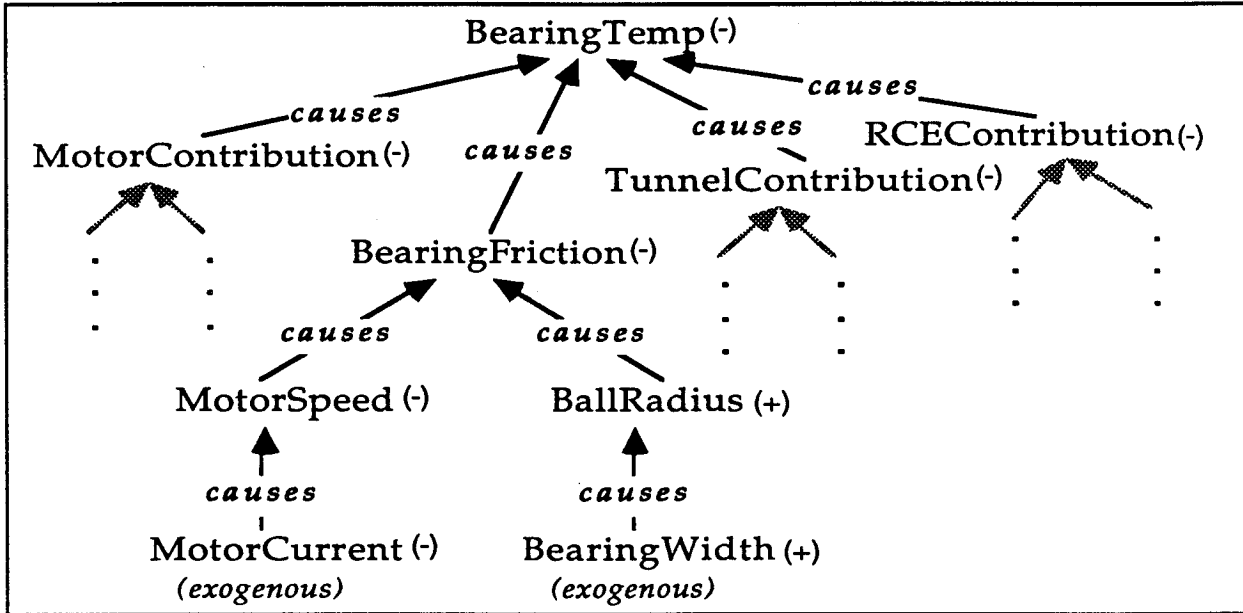 BearingTemp(-)
causes
causes
causes
causes
MotorContribution(-)
RCEContribution(-)
TunnelContribution(-)
BearingFriction(-)
causes
causes
MotorSpeed (-)
BallRadius (+)
causes
causes
MotorCurrent (-)
BearingWidth (+)
(exogenous)
(exogenous)